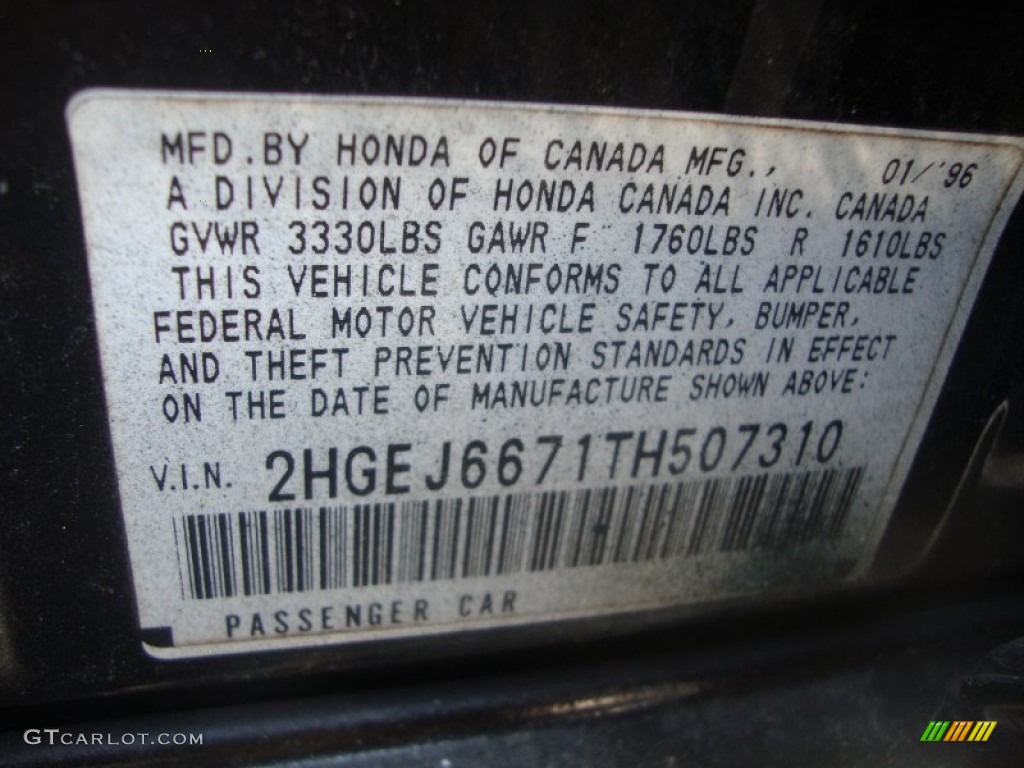 MFD.BY HONDA OF CANADA MFG., 01/'96
A DIVISION OF HONDA CANADA INC. CANADA
GVWR 3330LBS GAWR F 1760LBS R 1610LBS
THIS VEHICLE CONFORMS TO ALL APPLICABLE
FEDERAL MOTOR VEHICLE SAFETY, BUMPER,
AND THEFT PREVENTION STANDARDS IN EFFECT
ON THE DATE OF MANUFACTURE SHOWN ABOVE:
V.I.N. 2HGEJ6671TH507310
PASSENGER CAR
GTCARLOT.COM